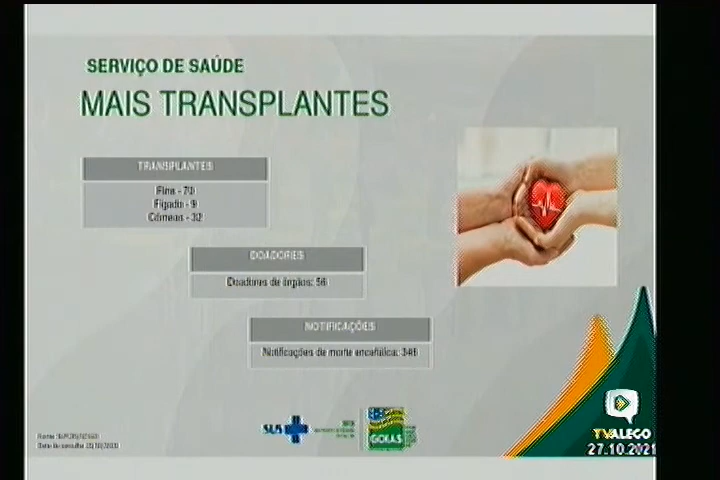 SERVIÇO DE SAÚDE
MAIS TRANSPLANTES
TRANSPLANTES
Rins - 70
Fígado - 9
Córneas - 32
DOADORES
Doadores de órgãos: 56
NOTIFICAÇÕES
Notificações de morte encefálica: 346
SUS
GOIÁS
TVALEGO
27.10.2021